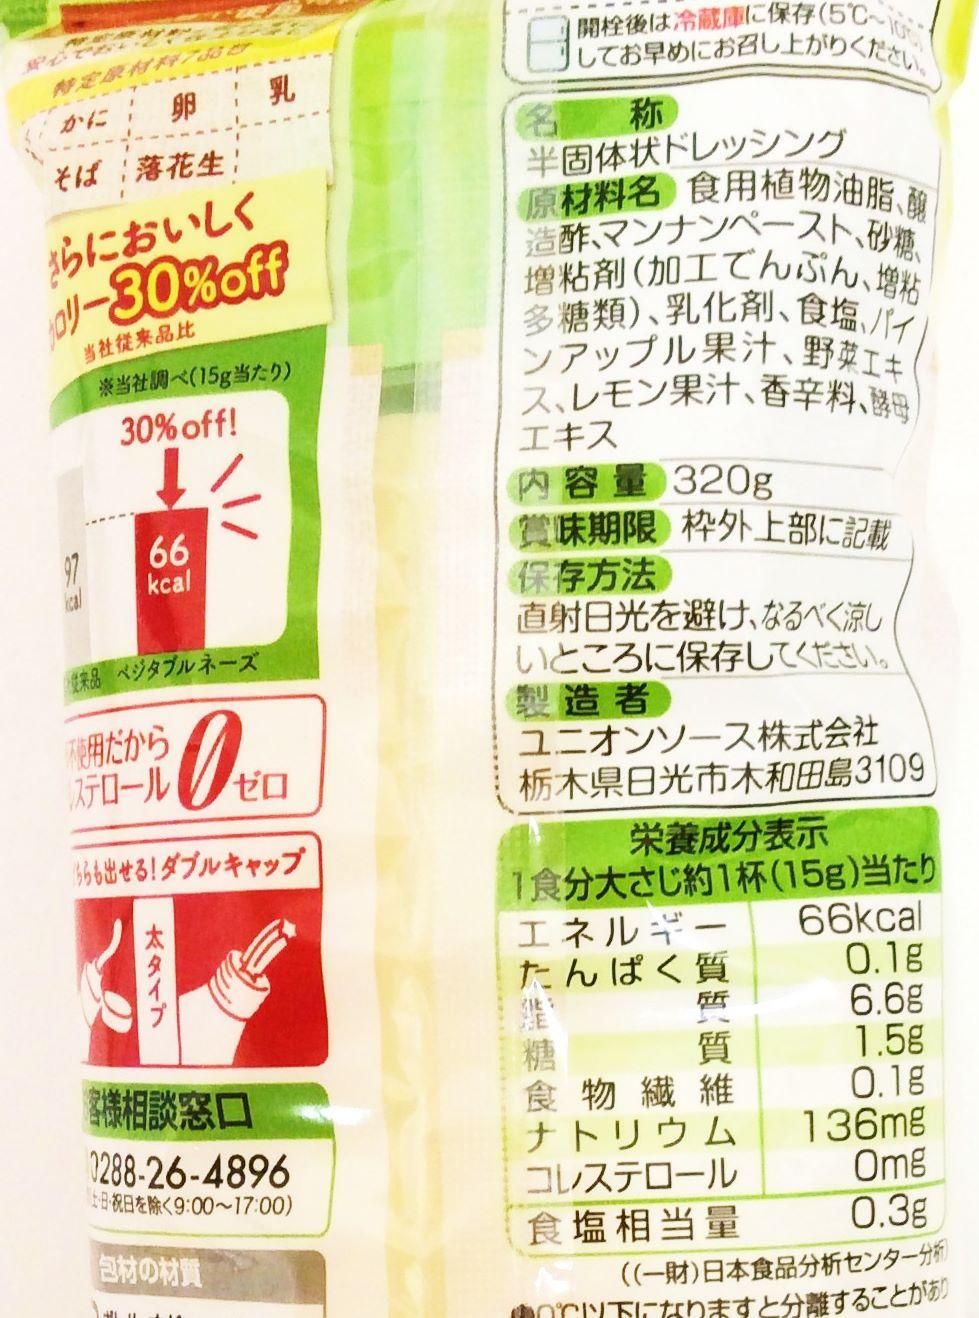 特定原材料7品目
かに 卵 乳
そば 落花生
さらにおいしく
カロリー30%off
当社従来品比
※当社調べ(15g当たり)
30%off!
97
kcal
66
kcal
従来品 ベジタブルネーズ
使用だから
ステロール 0ゼロ
ちらも出せる!ダブルキャップ
太タイプ
客様相談窓口
0288-26-4896
土・日・祝日を除く9:00〜17:00)
包材の材質
開栓後は冷蔵庫に保存(5℃〜10℃)
してお早めにお召し上がりください。
名称
半固体状ドレッシング
原材料名 食用植物油脂、醸
造酢、マンナンペースト、砂糖、
増粘剤(加工でんぷん、増粘
多糖類)、乳化剤、食塩、パイ
ンアップル果汁、野菜エキ
ス、レモン果汁、香辛料、酵母
エキス
内容量 320g
賞味期限 枠外上部に記載
保存方法
直射日光を避け、なるべく涼し
いところに保存してください。
製造者
ユニオンソース株式会社
栃木県日光市木和田島3109
栄養成分表示
1食分大さじ約1杯(15g)当たり
エネルギー 66kcal
たんぱく質 0.1g
脂質 6.6g
糖質 1.5g
食物繊維 0.1g
ナトリウム 136mg
コレステロール 0mg
食塩相当量 0.3g
((一財)日本食品分析センター分析)
●0℃以下になりますと分離することがあり